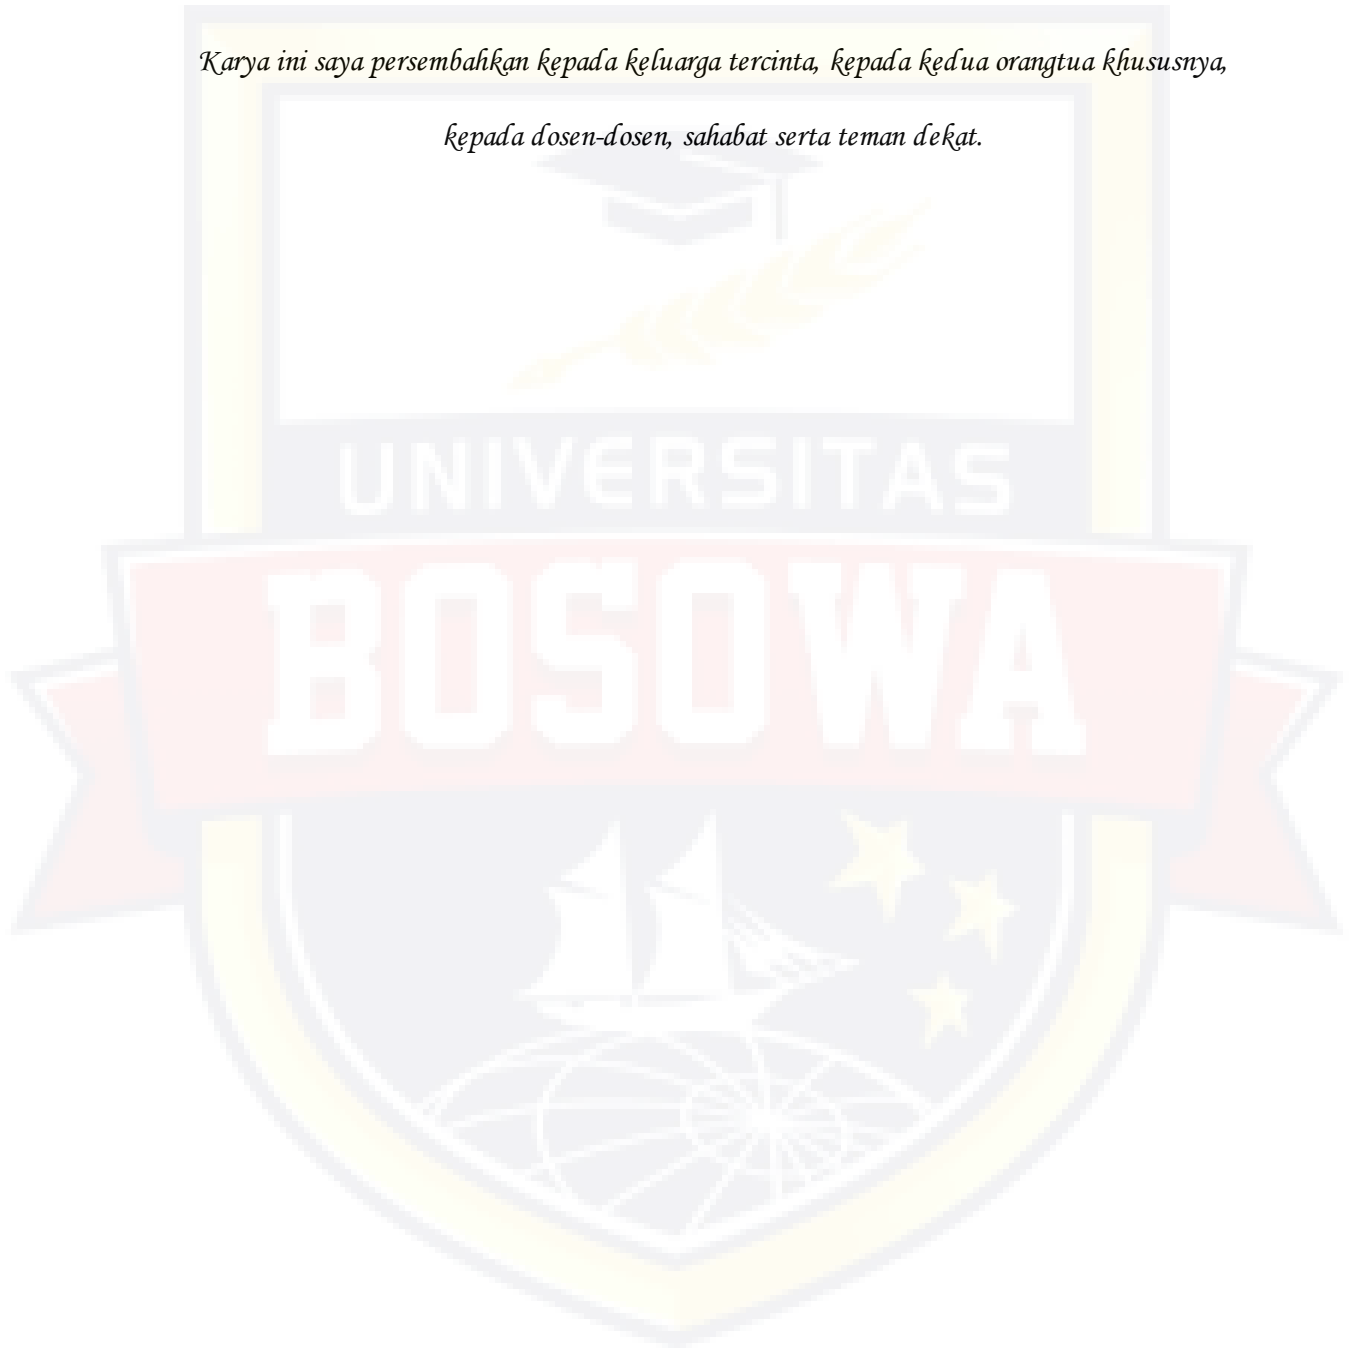 Karya ini saya persembahkan kepada keluarga tercinta, kepada kedua orangtua khususnya,
kepada dosen-dosen, sahabat serta teman dekat.
UNIVERSITAS
BOSOWA